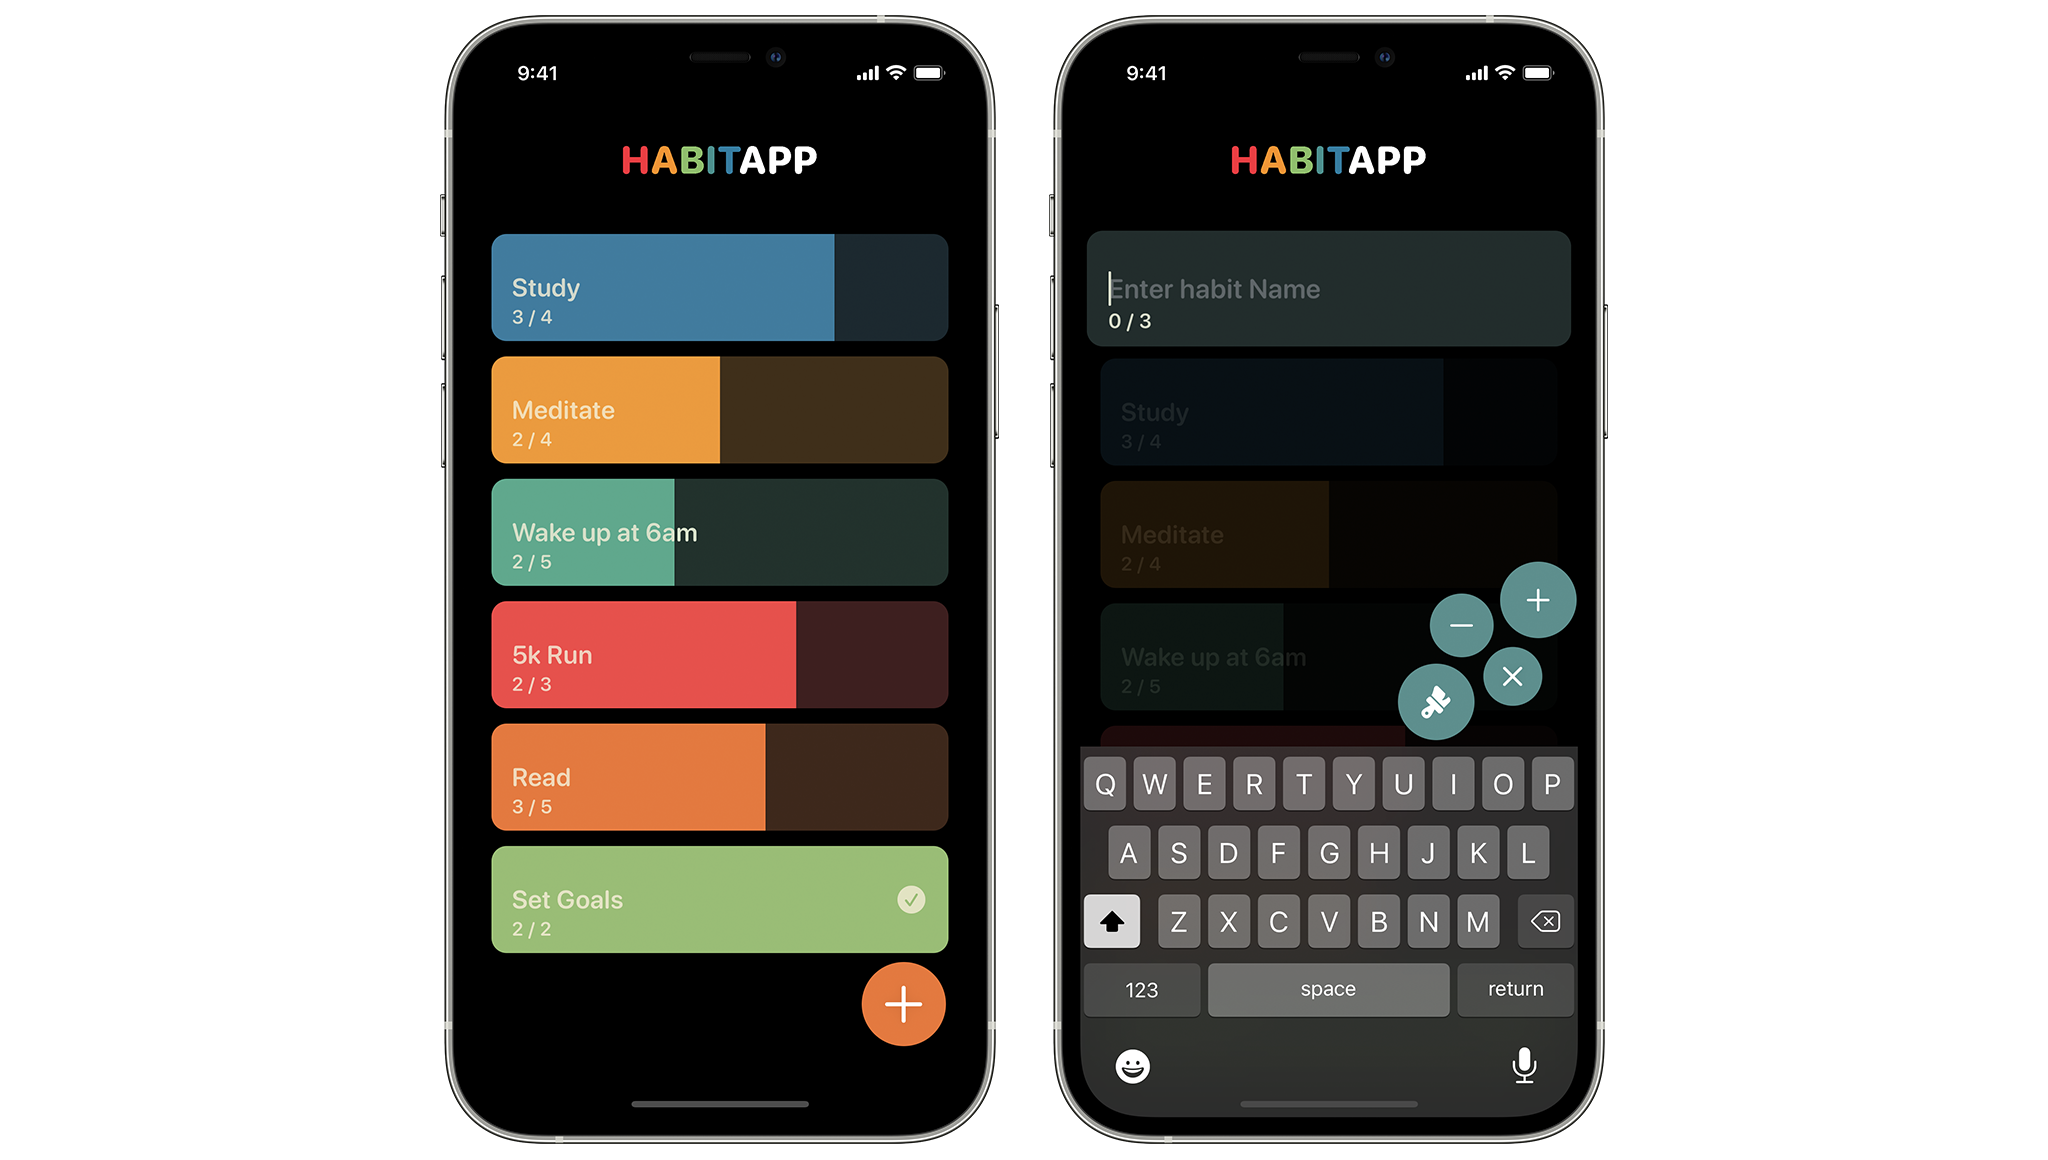 9:41
HABITAPP
Study
3 / 4
Meditate
2 / 4
Wake up at 6am
2 / 5
5k Run
2 / 3
Read
3 / 5
Set Goals
2 / 2
9:41
HABITAPP
Enter habit Name
0 / 3
Study
3 / 4
Meditate
2 / 4
Wake up at 6am
2 / 5
Q W E R T Y U I O P
A S D F G H J K L
Z X C V B N M
123 space return